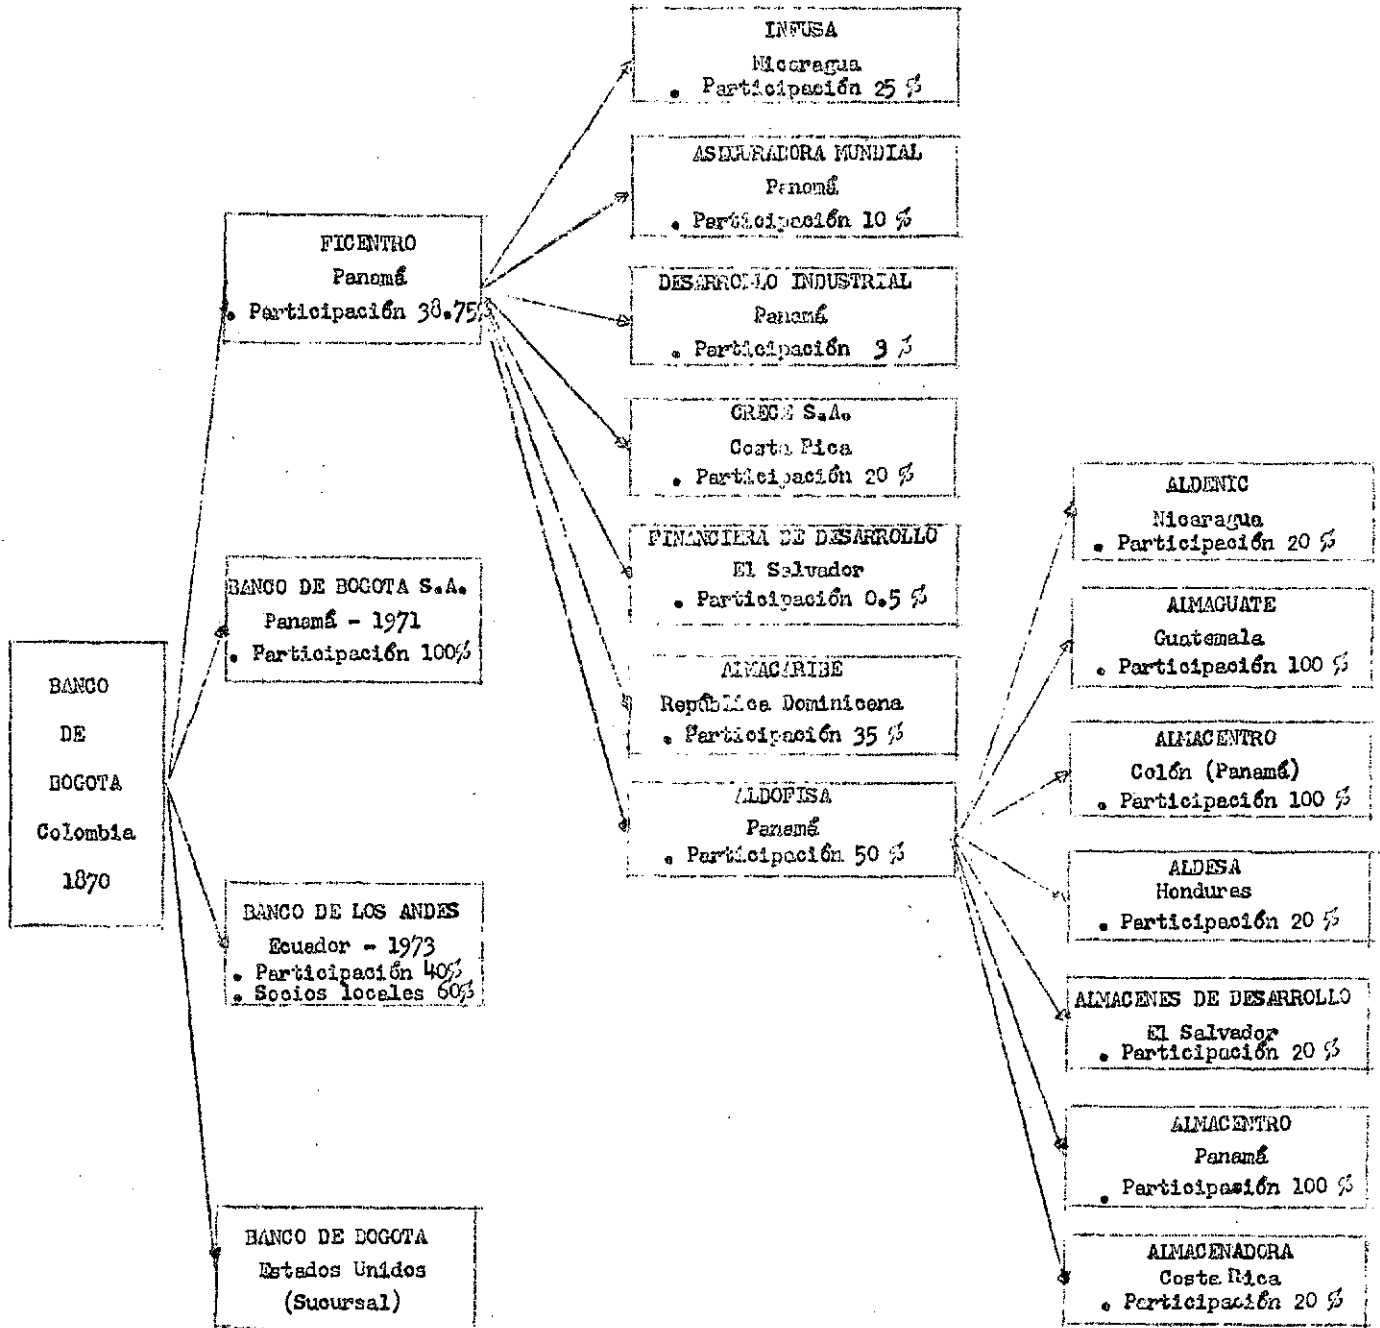 BANCO
DE
BOGOTA
Colombia
1870
FICENTRO
Panamá
. Participación 38.75%
BANCO DE BOGOTA S.A.
Panamá - 1971
. Participación 100%
BANCO DE LOS ANDES
Ecuador - 1973
. Participación 40%
. Socios locales 60%
BANCO DE BOGOTA
Estados Unidos
(Sucursal)
INFUSA
Nicaragua
. Participación 25 %
ASEGURADORA MUNDIAL
Panamá
. Participación 10 %
DESARROLLO INDUSTRIAL
Panamá
. Participación 3 %
GRECE S.A.
Costa Rica
. Participación 20 %
FINANCIERA DE DESARROLLO
El Salvador
. Participación 0.5 %
ALMACARIBE
República Dominicana
. Participación 35 %
ALDOFISA
Panamá
. Participación 50 %
ALDENIC
Nicaragua
. Participación 20 %
ALMAGUATE
Guatemala
. Participación 100 %
ALMACENTRO
Colón (Panamá)
. Participación 100 %
ALDESA
Honduras
. Participación 20 %
ALMACENES DE DESARROLLO
El Salvador
. Participación 20 %
ALMACENTRO
Panamá
. Participación 100 %
ALMACENADORA
Costa Rica
. Participación 20 %